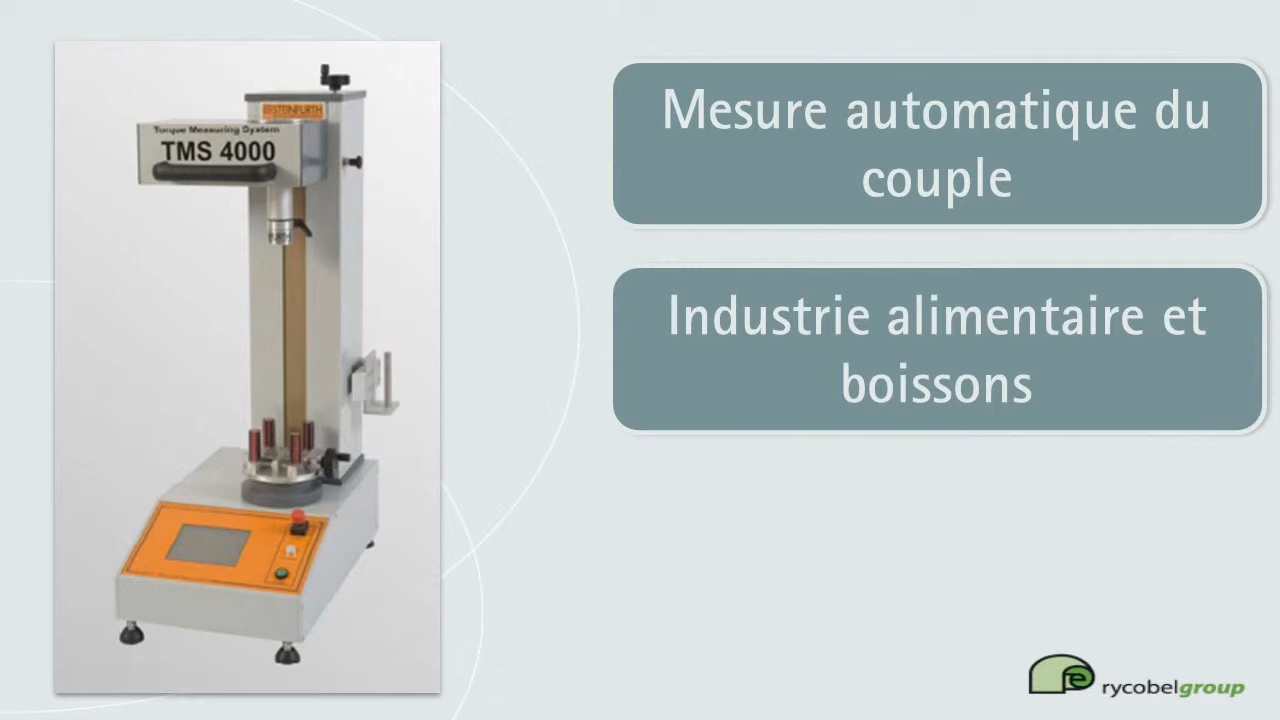 STEINFURTH
Torque Measuring System
TMS 4000
Mesure automatique du
couple
Industrie alimentaire et
boissons
rycobelgroup